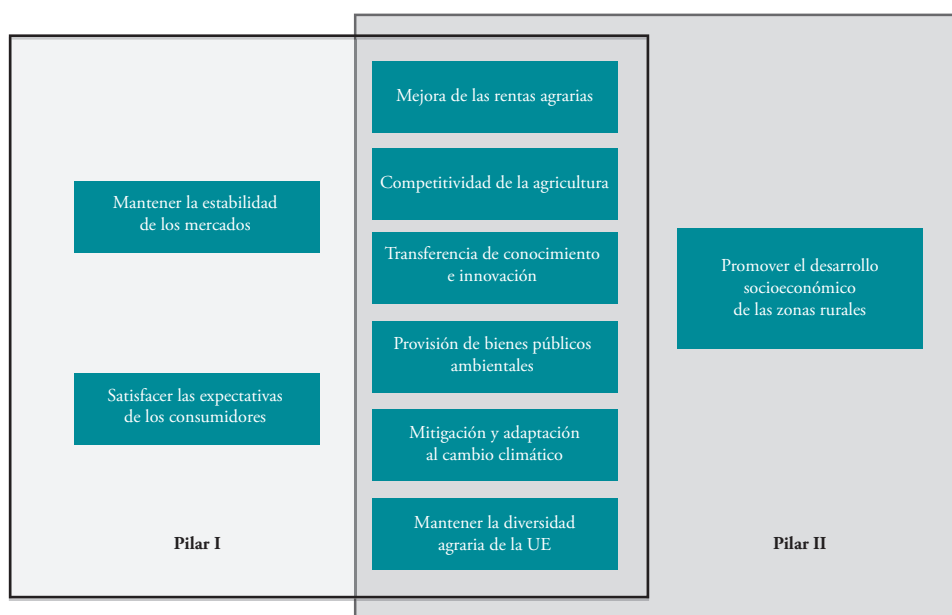 Mantener la estabilidad
de los mercados
Satisfacer las expectativas
de los consumidores
Pilar I
Mejora de las rentas agrarias
Competitividad de la agricultura
Transferencia de conocimiento
e innovación
Provisión de bienes públicos
ambientales
Mitigación y adaptación
al cambio climático
Mantener la diversidad
agraria de la UE
Promover el desarrollo
socioeconómico
de las zonas rurales
Pilar II